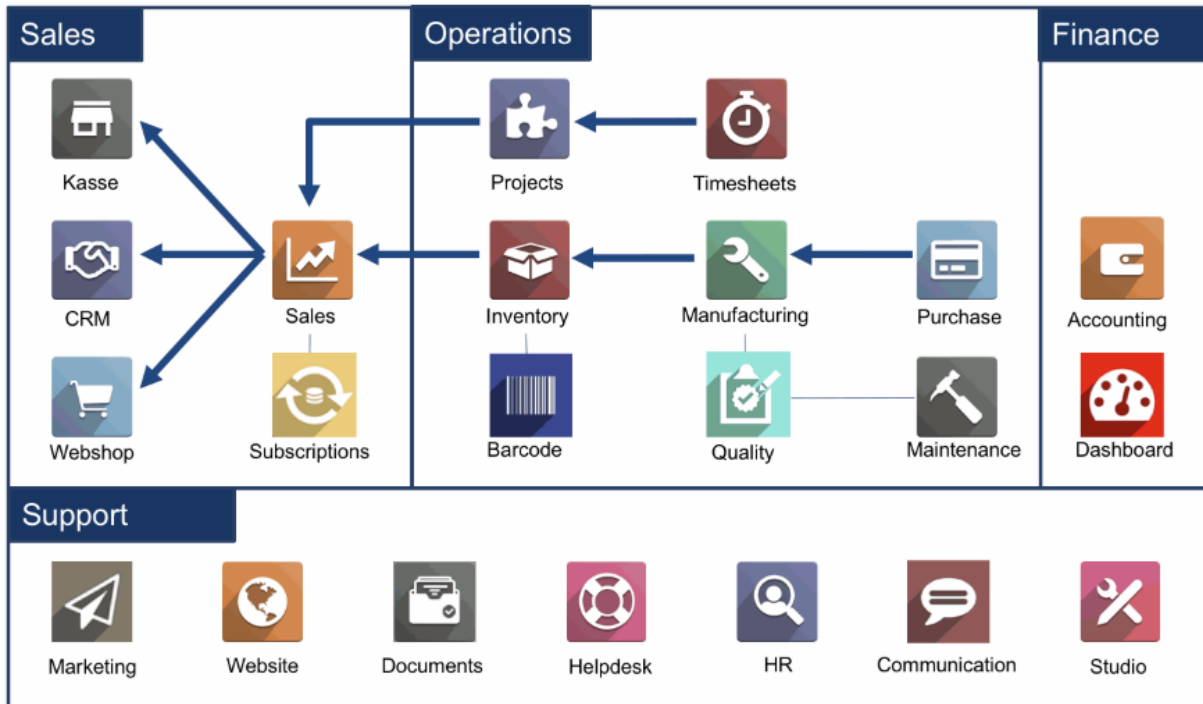 Sales
Operations
Finance
Kasse
Projects
Timesheets
CRM
Sales
Inventory
Manufacturing
Purchase
Accounting
Webshop
Subscriptions
Barcode
Quality
Maintenance
Dashboard
Support
Marketing
Website
Documents
Helpdesk
HR
Communication
Studio